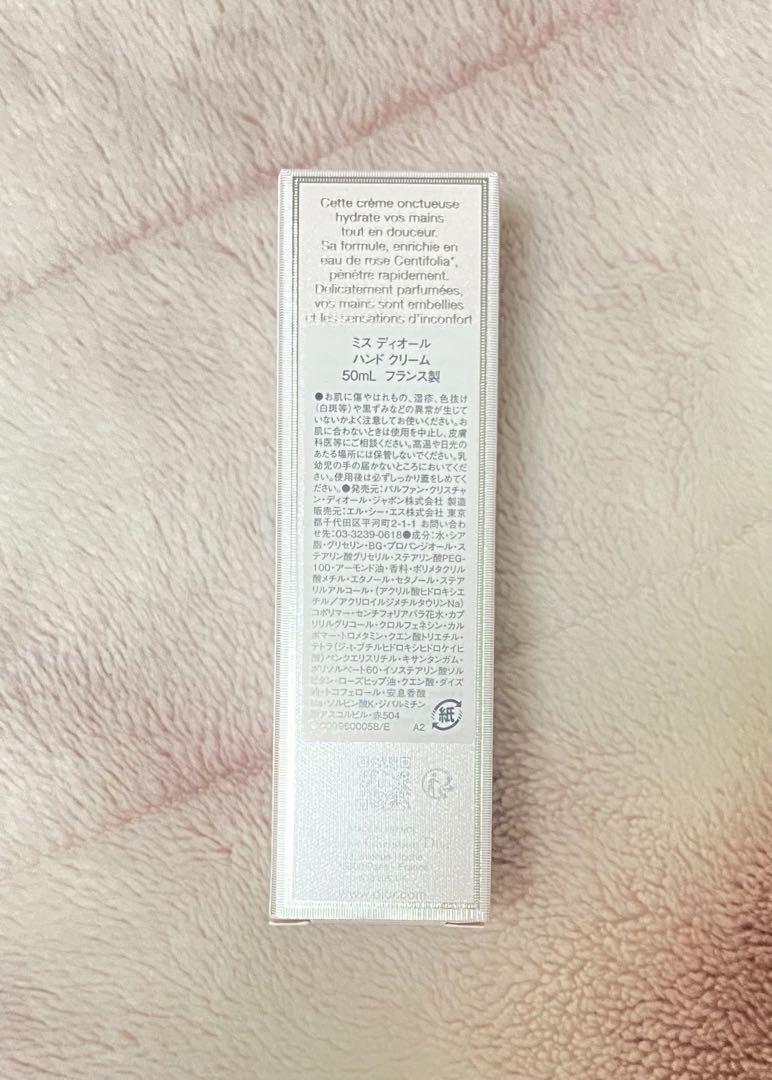 Cette crème onctueuse
hydrate vos mains
tout en douceur.
Sa formule, enrichie en
eau de rose Centifolia*,
pénètre rapidement.
Délicatement parfumées,
vos mains sont embellies
et les sensations d'inconfort
ミス ディオール
ハンド クリーム
50mL フランス製
●お肌に傷やはれもの、湿疹、色抜け
(白斑等)や黒ずみなどの異常が生じて
いないかよく注意してお使いください。お
肌に合わないときは使用を中止し、皮膚
科医等にご相談ください。高温や日光の
あたる場所には保管しないでください。乳
幼児の手の届かないところにおいてくだ
さい。使用後は必ずしっかり蓋をしめてく
ださい。●発売元:パルファン・クリスチャ
ン・ディオール・ジャポン株式会社 製造
販売元:エル・シー・エス株式会社 東京
都千代田区平河町2-1-1 お問い合わ
せ先:03-3239-0618●成分:水・シア
脂・グリセリン・BG・プロパンジオール・ス
テアリン酸グリセリル・ステアリン酸PEG-
100・アーモンド油・香料・ポリメタクリル
酸メチル・エタノール・セタノール・ステア
リルアルコール・(アクリル酸ヒドロキシエ
チル/アクリロイルジメチルタウリンNa)
コポリマー・センチフォリアバラ花水・カプ
リリルグリコール・クロルフェネシン・カル
ボマー・トロメタミン・クエン酸トリエチル・
テトラ(ジ-t-ブチルヒドロキシヒドロケイヒ
酸)ペンタエリスリチル・キサンタンガム・
ポリソルベート60・イソステアリン酸ソル
ビタン・ローズヒップ油・クエン酸・ダイズ
油・トコフェロール・安息香酸
Na・ソルビン酸K・ジパルミチン
酸アスコルビル・赤504
C009600058/E A2
紙
MADE IN FRANCE
Christian Dior
Paris - France
www.dior.com